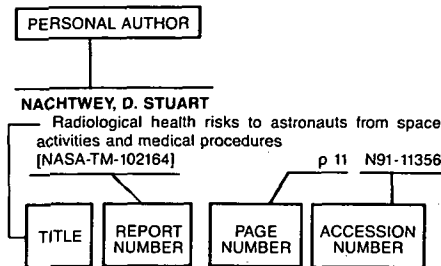 PERSONAL AUTHOR
NACHTWEY, D. STUART
Radiological health risks to astronauts from space
activities and medical procedures
[NASA-TM-102164] p 11 N91-11356
TITLE
REPORT
NUMBER
PAGE
NUMBER
ACCESSION
NUMBER